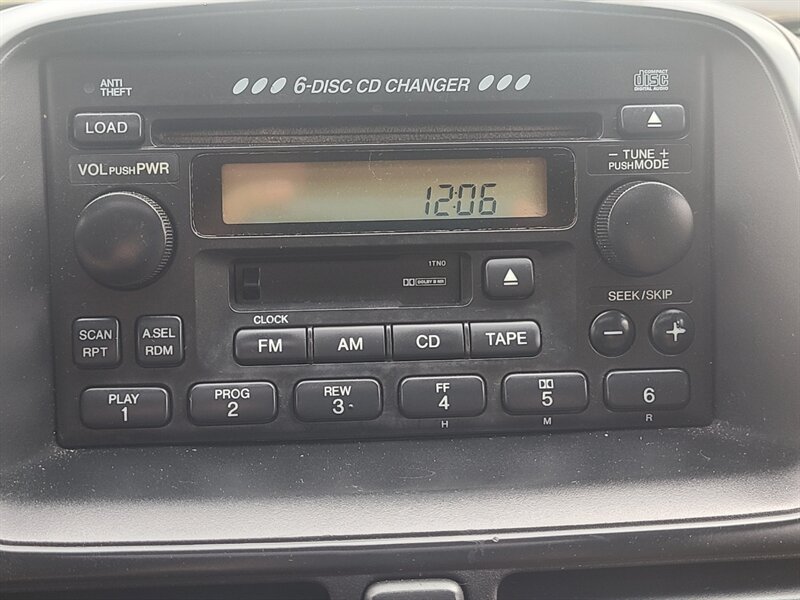 ANTI
THEFT
6-DISC CD CHANGER
COMPACT
disc
DIGITAL AUDIO
LOAD
VOL PUSH PWR
- TUNE +
PUSH MODE
12:06
1TN0
DOLBY B NR
SEEK/SKIP
- +
CLOCK
SCAN
RPT
A.SEL
RDM
FM AM CD TAPE
PLAY
1
PROG
2
REW
3
FF
4
5
6
H M R